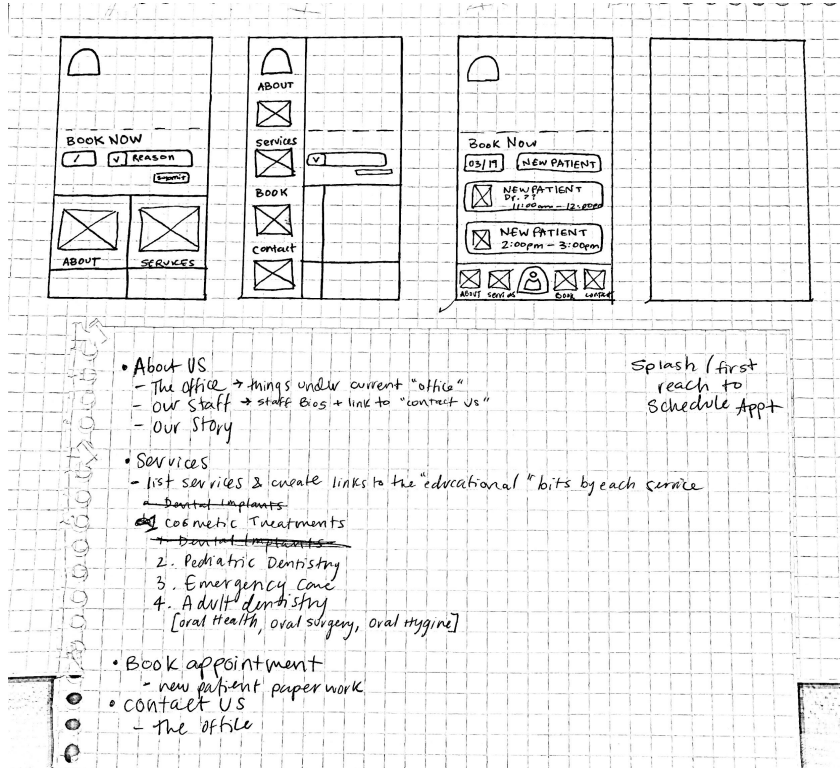 BOOK NOW
/
V Reason
Submit
ABOUT
SERVICES
ABOUT
services
V
BOOK
contact
Book Now
03/19
NEW PATIENT
NEW PATIENT
Dr. ??
11:00am - 12:00pm
NEW PATIENT
2:00pm - 3:00pm
ABOUT
services
BOOK
contact
Splash / first
reach to
Schedule Appt
• About US
- The Office → things under current "office"
- Our Staff → staff Bios + link to "contact us"
- Our Story
• Services
- list services & create links to the "educational" bits by each service
Dental Implants
cosmetic Treatments
Dental Implants
2. Pediatric Dentistry
3. Emergency Care
4. Adult dentistry
[oral Health, oral surgery, oral Hygine]
• Book appointment
- new patient paperwork
• contact US
- The office